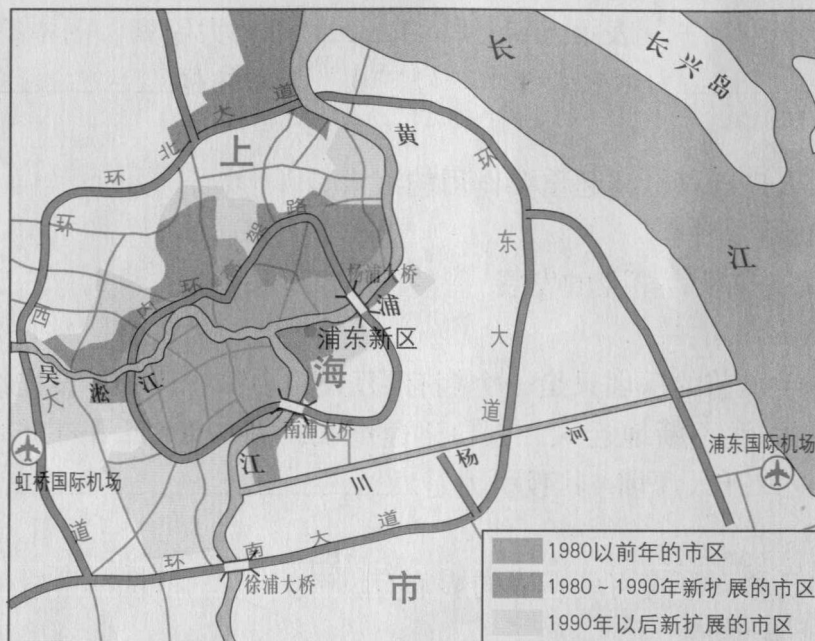 长
长兴岛
江
黄
浦
江
上
海
市
环北大道
环西大道
环东大道
环南大道
内环高架路
杨浦大桥
浦东新区
南浦大桥
徐浦大桥
吴淞江
川杨河
虹桥国际机场
浦东国际机场
1980以前年的市区
1980～1990年新扩展的市区
1990年以后新扩展的市区